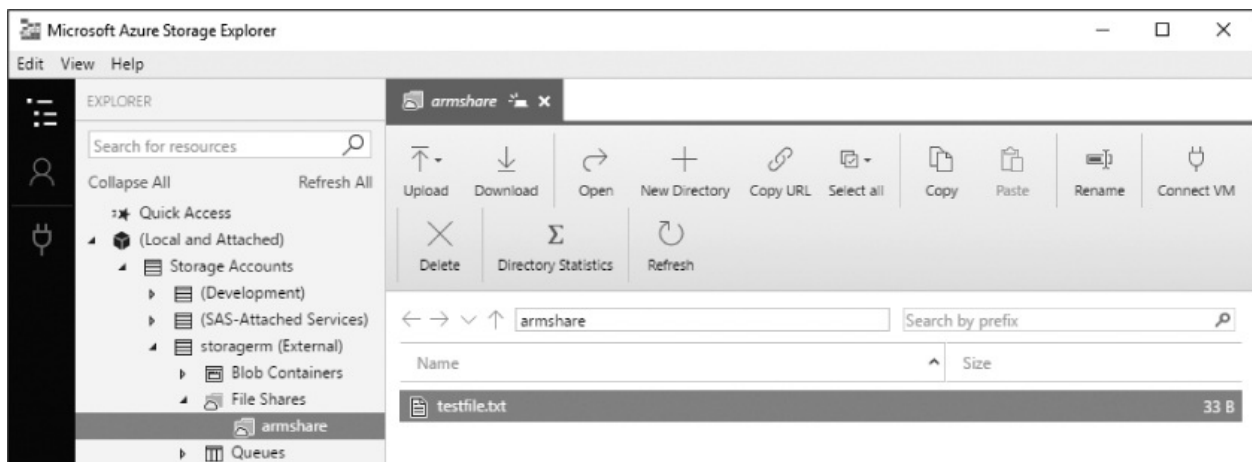 Microsoft Azure Storage Explorer
Edit View Help
EXPLORER
Search for resources
Collapse All Refresh All
Quick Access
(Local and Attached)
Storage Accounts
(Development)
(SAS-Attached Services)
storagerm (External)
Blob Containers
File Shares
armshare
Queues
armshare
Upload Download Open New Directory Copy URL Select all Copy Paste Rename Connect VM
Delete Directory Statistics Refresh
armshare Search by prefix
Name Size
testfile.txt 33 B